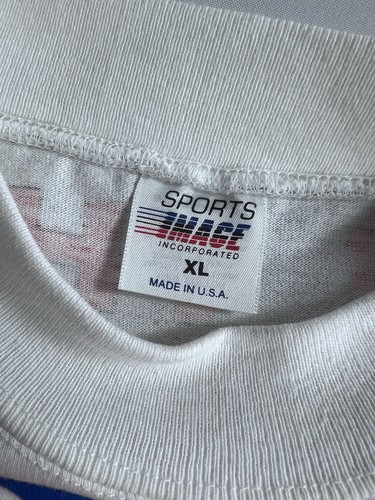 SPORTS
IMAGE
INCORPORATED
XL
MADE IN U.S.A.